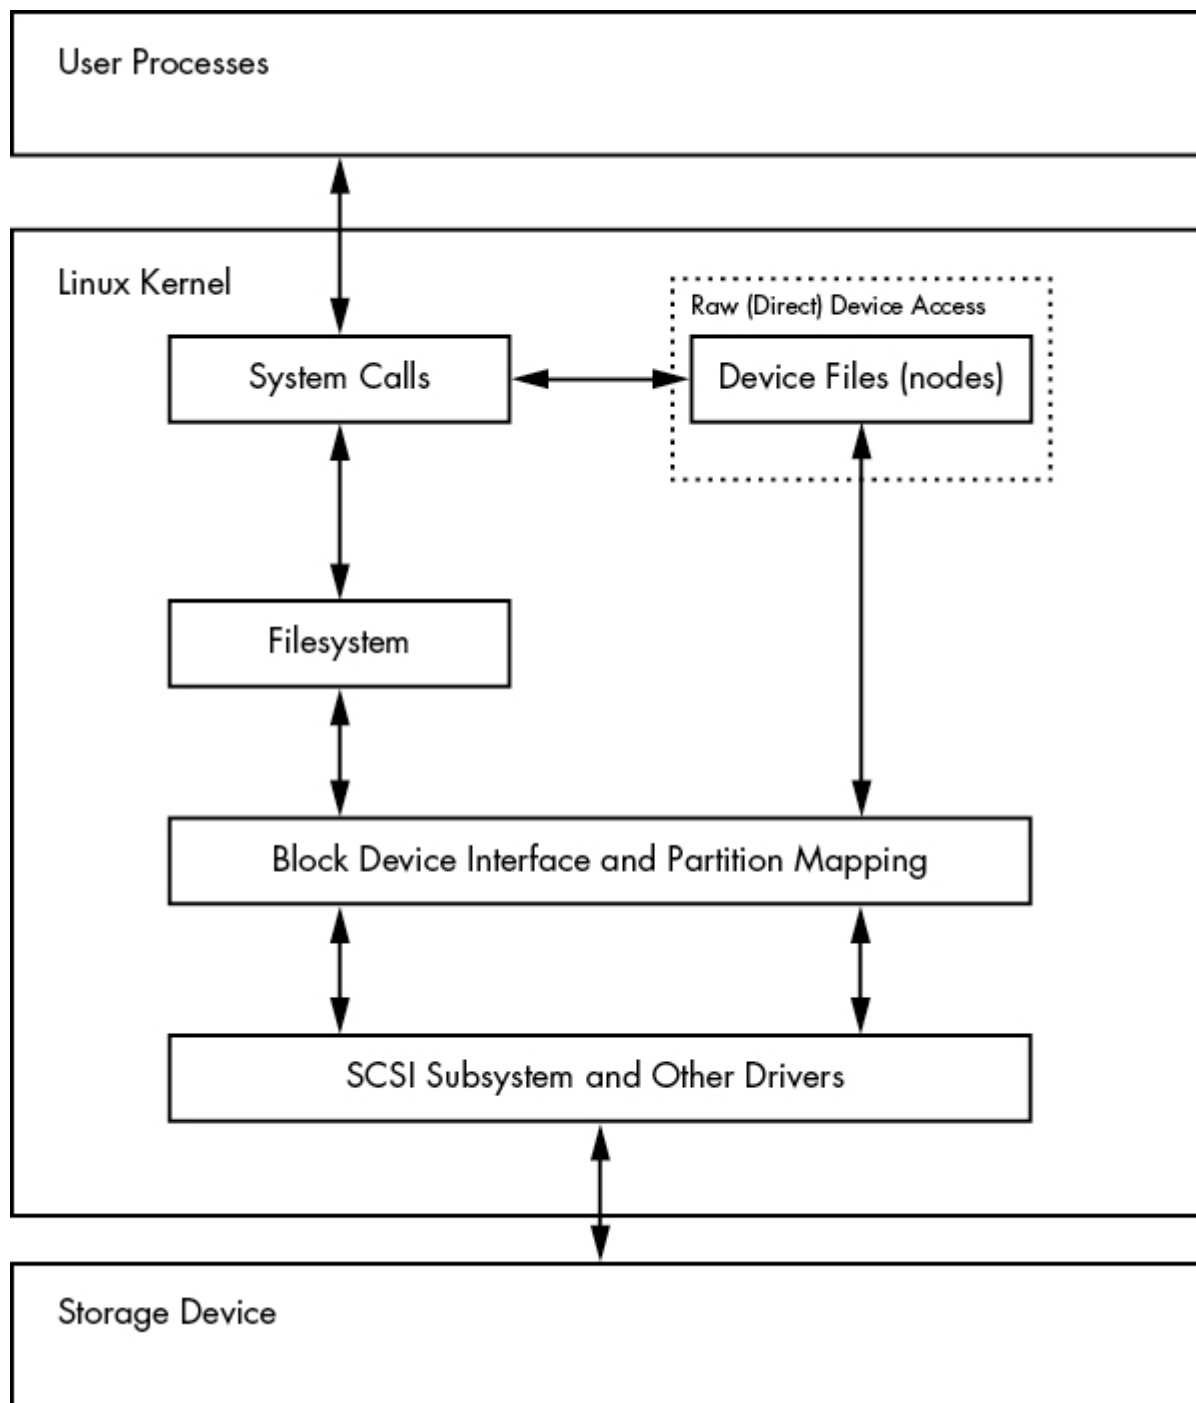 User Processes
Linux Kernel
Raw (Direct) Device Access
System Calls
Device Files (nodes)
Filesystem
Block Device Interface and Partition Mapping
SCSI Subsystem and Other Drivers
Storage Device